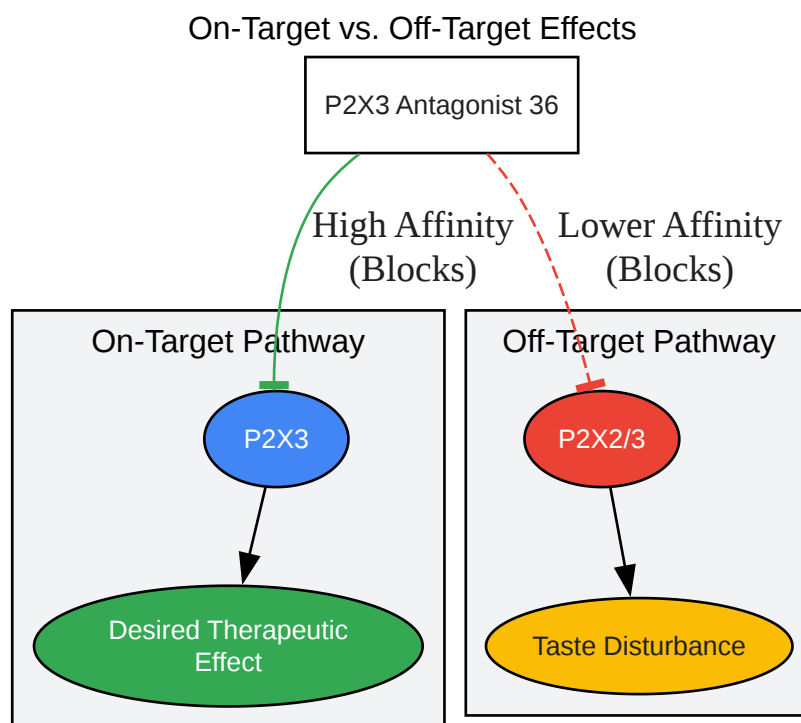 On-Target vs. Off-Target Effects
P2X3 Antagonist 36
High Affinity
(Blocks)
Lower Affinity
(Blocks)
On-Target Pathway
P2X3
Desired Therapeutic
Effect
Off-Target Pathway
P2X2/3
Taste Disturbance